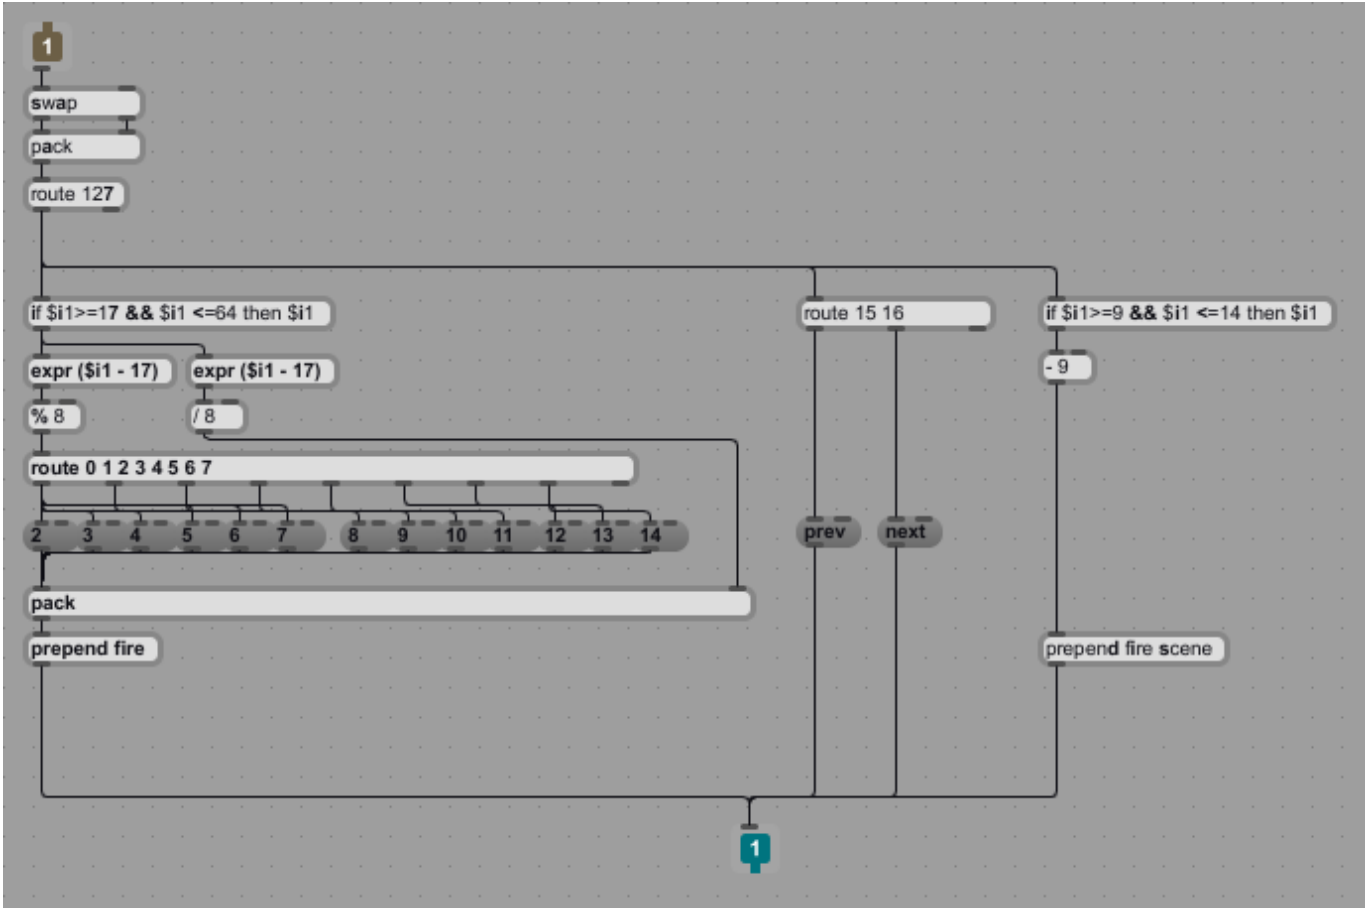 1
swap
pack
route 127
if $i1>=17 && $i1 <=64 then $i1
route 15 16
if $i1>=9 && $i1 <=14 then $i1
expr ($i1 - 17)
expr ($i1 - 17)
- 9
% 8
/ 8
route 0 1 2 3 4 5 6 7
2 3 4 5 6 7 8 9 10 11 12 13 14
prev
next
pack
prepend fire
prepend fire scene
1